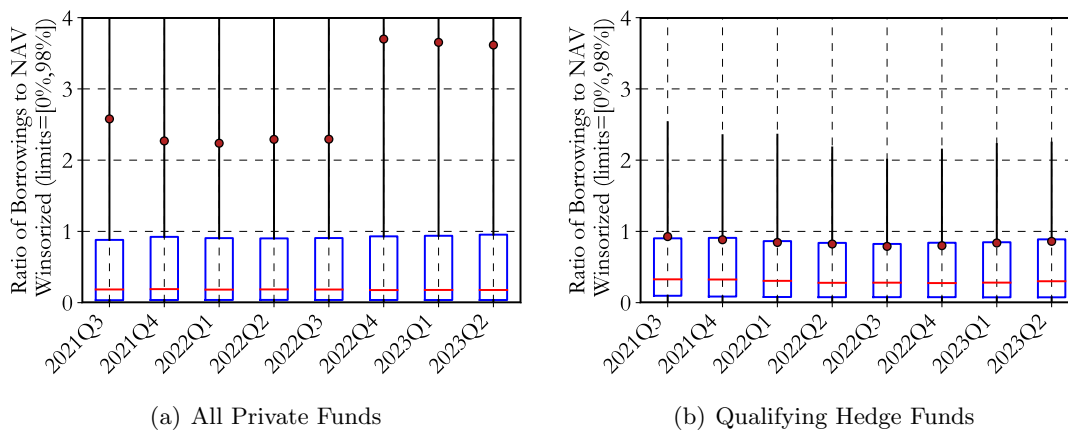 Ratio of Borrowings to NAV
Winsorized (limits=[0%,98%]
4
3
2
1
0
2021Q3
2021Q4
2022Q1
2022Q2
2022Q3
2022Q4
2023Q1
2023Q2
(a) All Private Funds
Ratio of Borrowings to NAV
Winsorized (limits=[0%,98%]
4
3
2
1
0
2021Q3
2021Q4
2022Q1
2022Q2
2022Q3
2022Q4
2023Q1
2023Q2
(b) Qualifying Hedge Funds